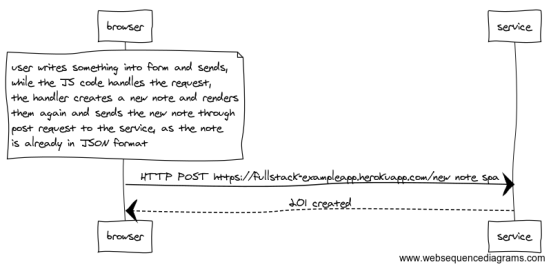 browser
service
user writes something into form and sends,
while the JS code handles the request,
the handler creates a new note and renders
them again and sends the new note through
post request to the service, as the note
is already in JSON format
HTTP POST https://fullstack-exampleapp.herokuapp.com/new_note_spa
201 created
browser
service
www.websequencediagrams.com